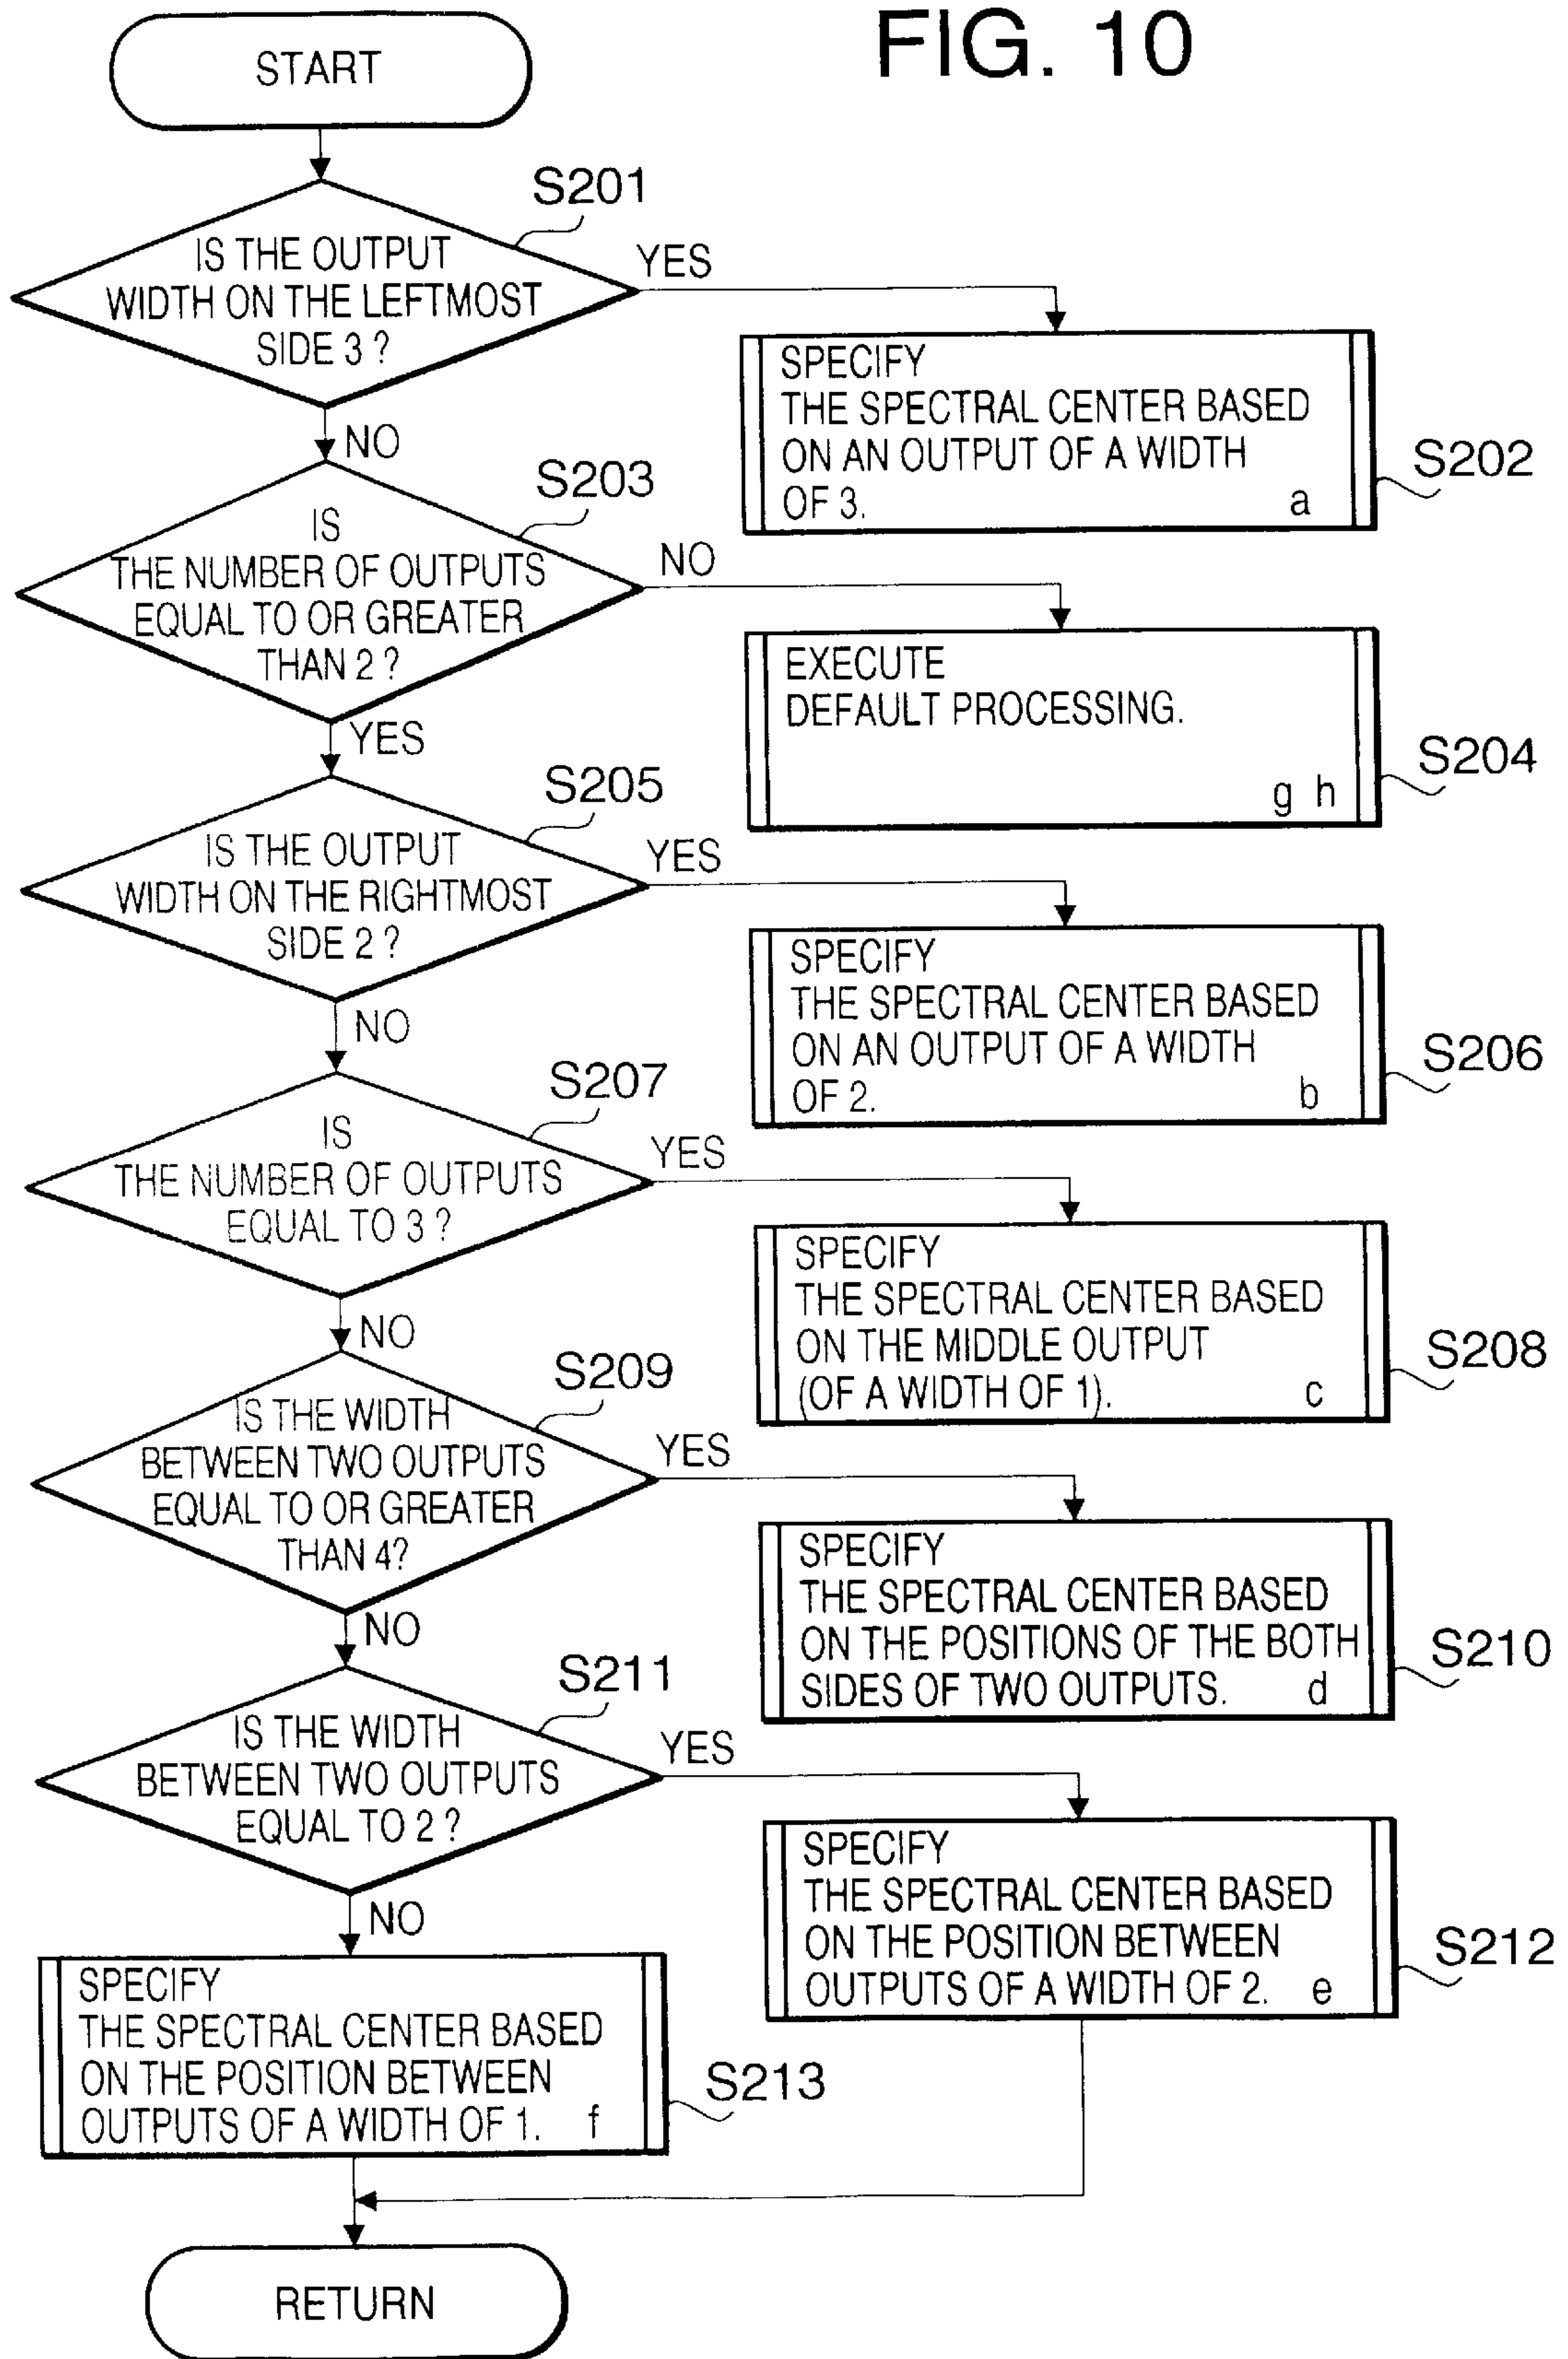 FIG. 10
START
S201
IS THE OUTPUT
WIDTH ON THE LEFTMOST
SIDE 3 ?
YES
NO
SPECIFY
THE SPECTRAL CENTER BASED
ON AN OUTPUT OF A WIDTH
OF 3. a
S202
S203
IS
THE NUMBER OF OUTPUTS
EQUAL TO OR GREATER
THAN 2 ?
NO
YES
EXECUTE
DEFAULT PROCESSING.
g h
S204
S205
IS THE OUTPUT
WIDTH ON THE RIGHTMOST
SIDE 2 ?
YES
NO
SPECIFY
THE SPECTRAL CENTER BASED
ON AN OUTPUT OF A WIDTH
OF 2. b
S206
S207
IS
THE NUMBER OF OUTPUTS
EQUAL TO 3 ?
YES
NO
SPECIFY
THE SPECTRAL CENTER BASED
ON THE MIDDLE OUTPUT
(OF A WIDTH OF 1). c
S208
S209
IS THE WIDTH
BETWEEN TWO OUTPUTS
EQUAL TO OR GREATER
THAN 4?
YES
NO
SPECIFY
THE SPECTRAL CENTER BASED
ON THE POSITIONS OF THE BOTH
SIDES OF TWO OUTPUTS. d
S210
S211
IS THE WIDTH
BETWEEN TWO OUTPUTS
EQUAL TO 2 ?
YES
NO
SPECIFY
THE SPECTRAL CENTER BASED
ON THE POSITION BETWEEN
OUTPUTS OF A WIDTH OF 2. e
S212
SPECIFY
THE SPECTRAL CENTER BASED
ON THE POSITION BETWEEN
OUTPUTS OF A WIDTH OF 1. f
S213
RETURN